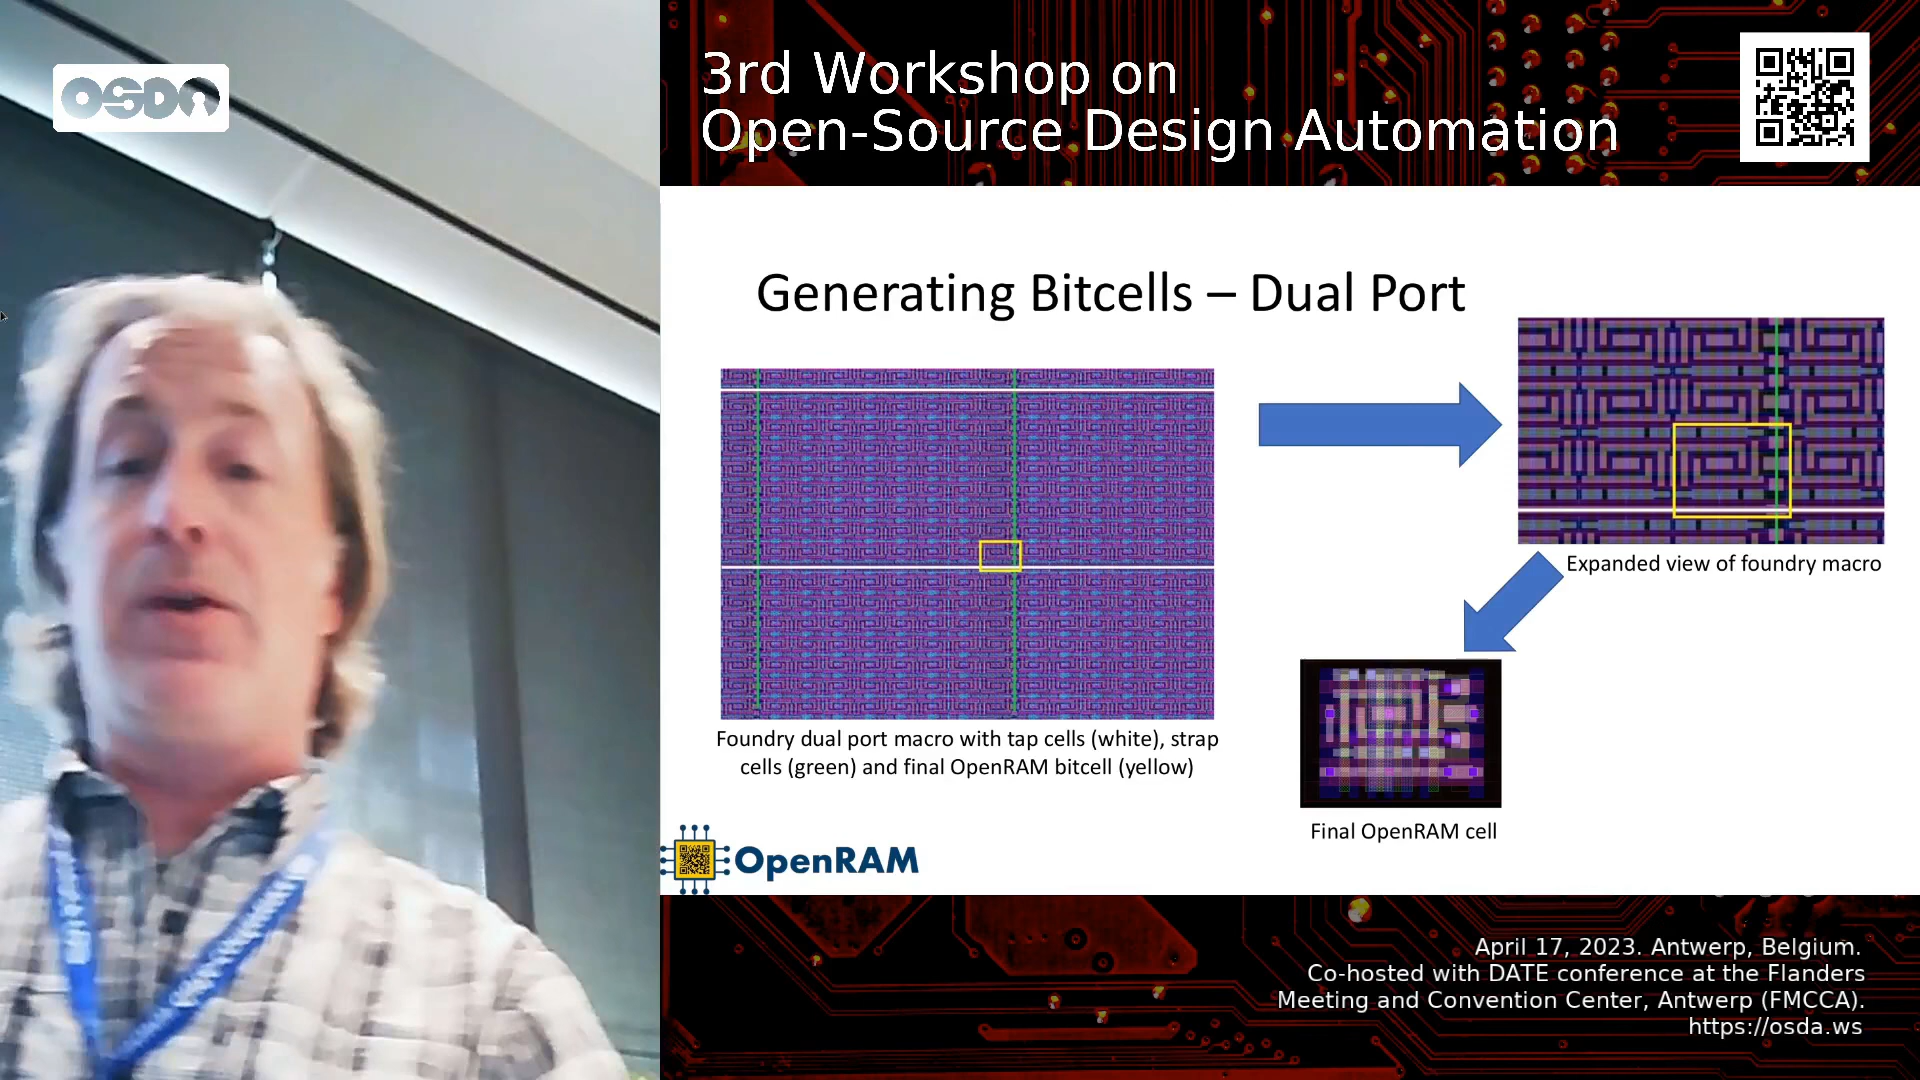 OSDA
3rd Workshop on
Open-Source Design Automation
Generating Bitcells – Dual Port
Expanded view of foundry macro
Foundry dual port macro with tap cells (white), strap
cells (green) and final OpenRAM bitcell (yellow)
Final OpenRAM cell
OpenRAM
April 17, 2023. Antwerp, Belgium.
Co-hosted with DATE conference at the Flanders
Meeting and Convention Center, Antwerp (FMCCA).
https://osda.ws